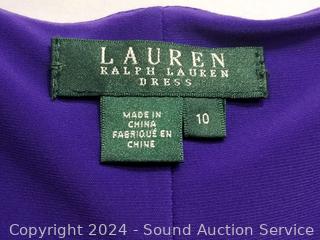 LAUREN
RALPH LAUREN
DRESS
MADE IN
CHINA
FABRIQUÉ EN
CHINE
10
Copyright 2024 - Sound Auction Service